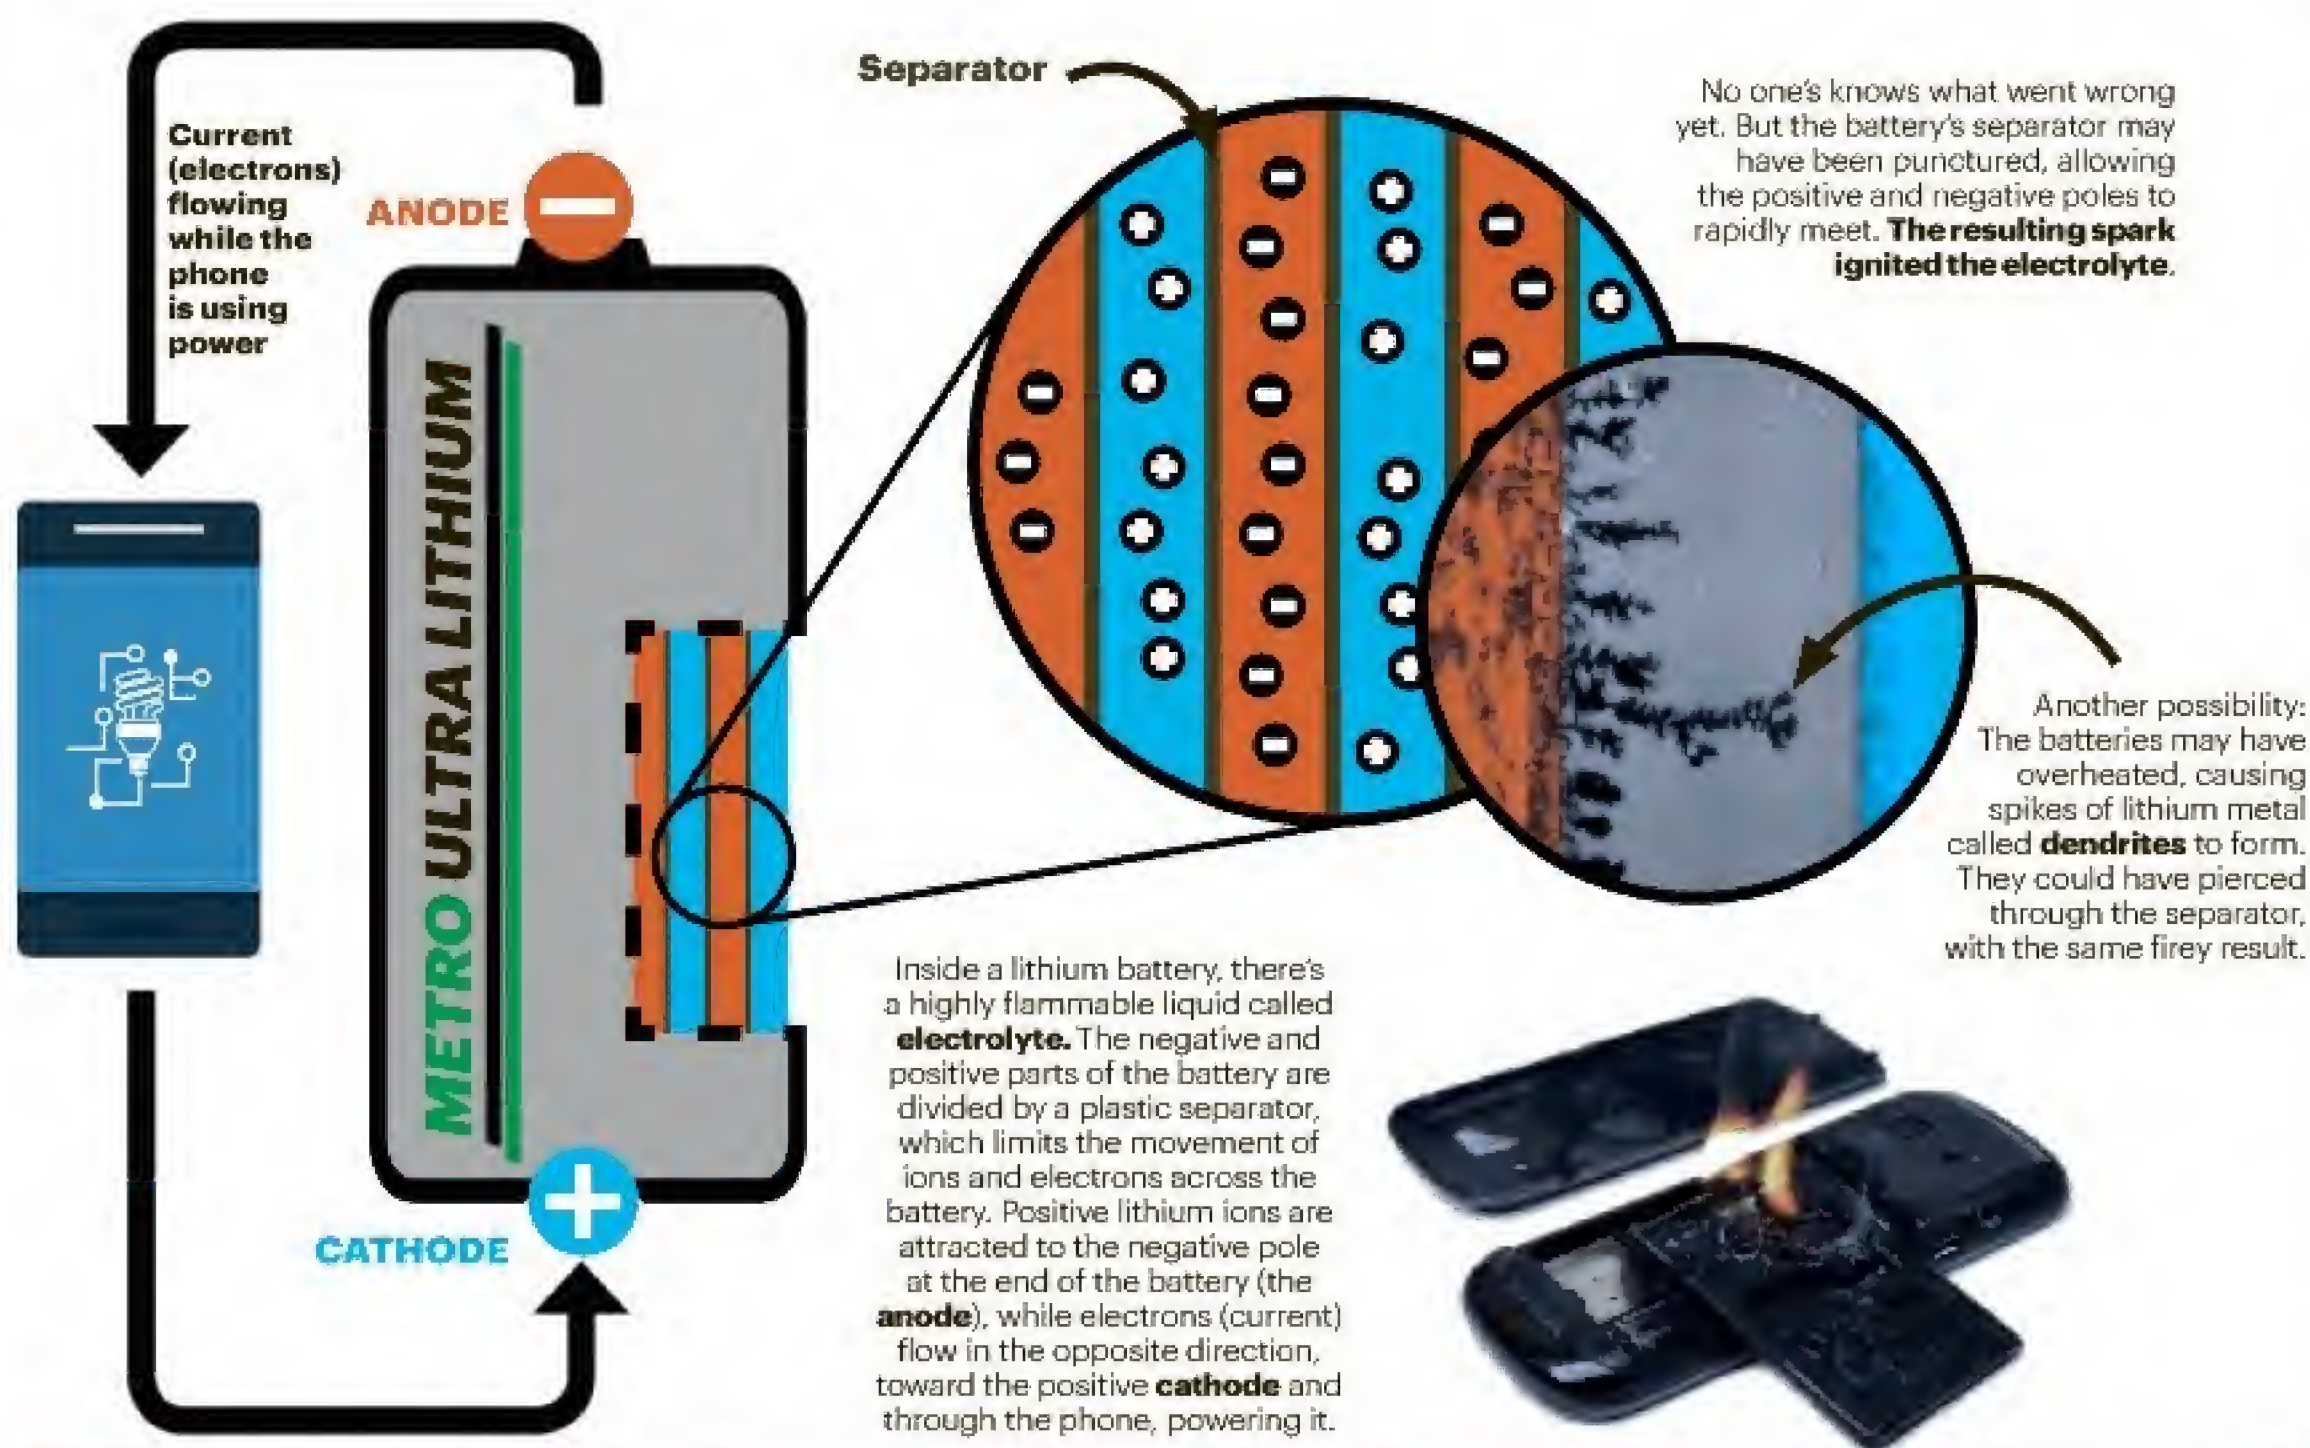 Current
(electrons)
flowing
while the
phone
is using
power
ANODE
METRO ULTRA LITHIUM
CATHODE
Separator
No one's knows what went wrong
yet. But the battery's separator may
have been punctured, allowing
the positive and negative poles to
rapidly meet. The resulting spark
ignited the electrolyte.
Another possibility:
The batteries may have
overheated, causing
spikes of lithium metal
called dendrites to form.
They could have pierced
through the separator,
with the same firey result.
Inside a lithium battery, there's
a highly flammable liquid called
electrolyte. The negative and
positive parts of the battery are
divided by a plastic separator,
which limits the movement of
ions and electrons across the
battery. Positive lithium ions are
attracted to the negative pole
at the end of the battery (the
anode), while electrons (current)
flow in the opposite direction,
toward the positive cathode and
through the phone, powering it.